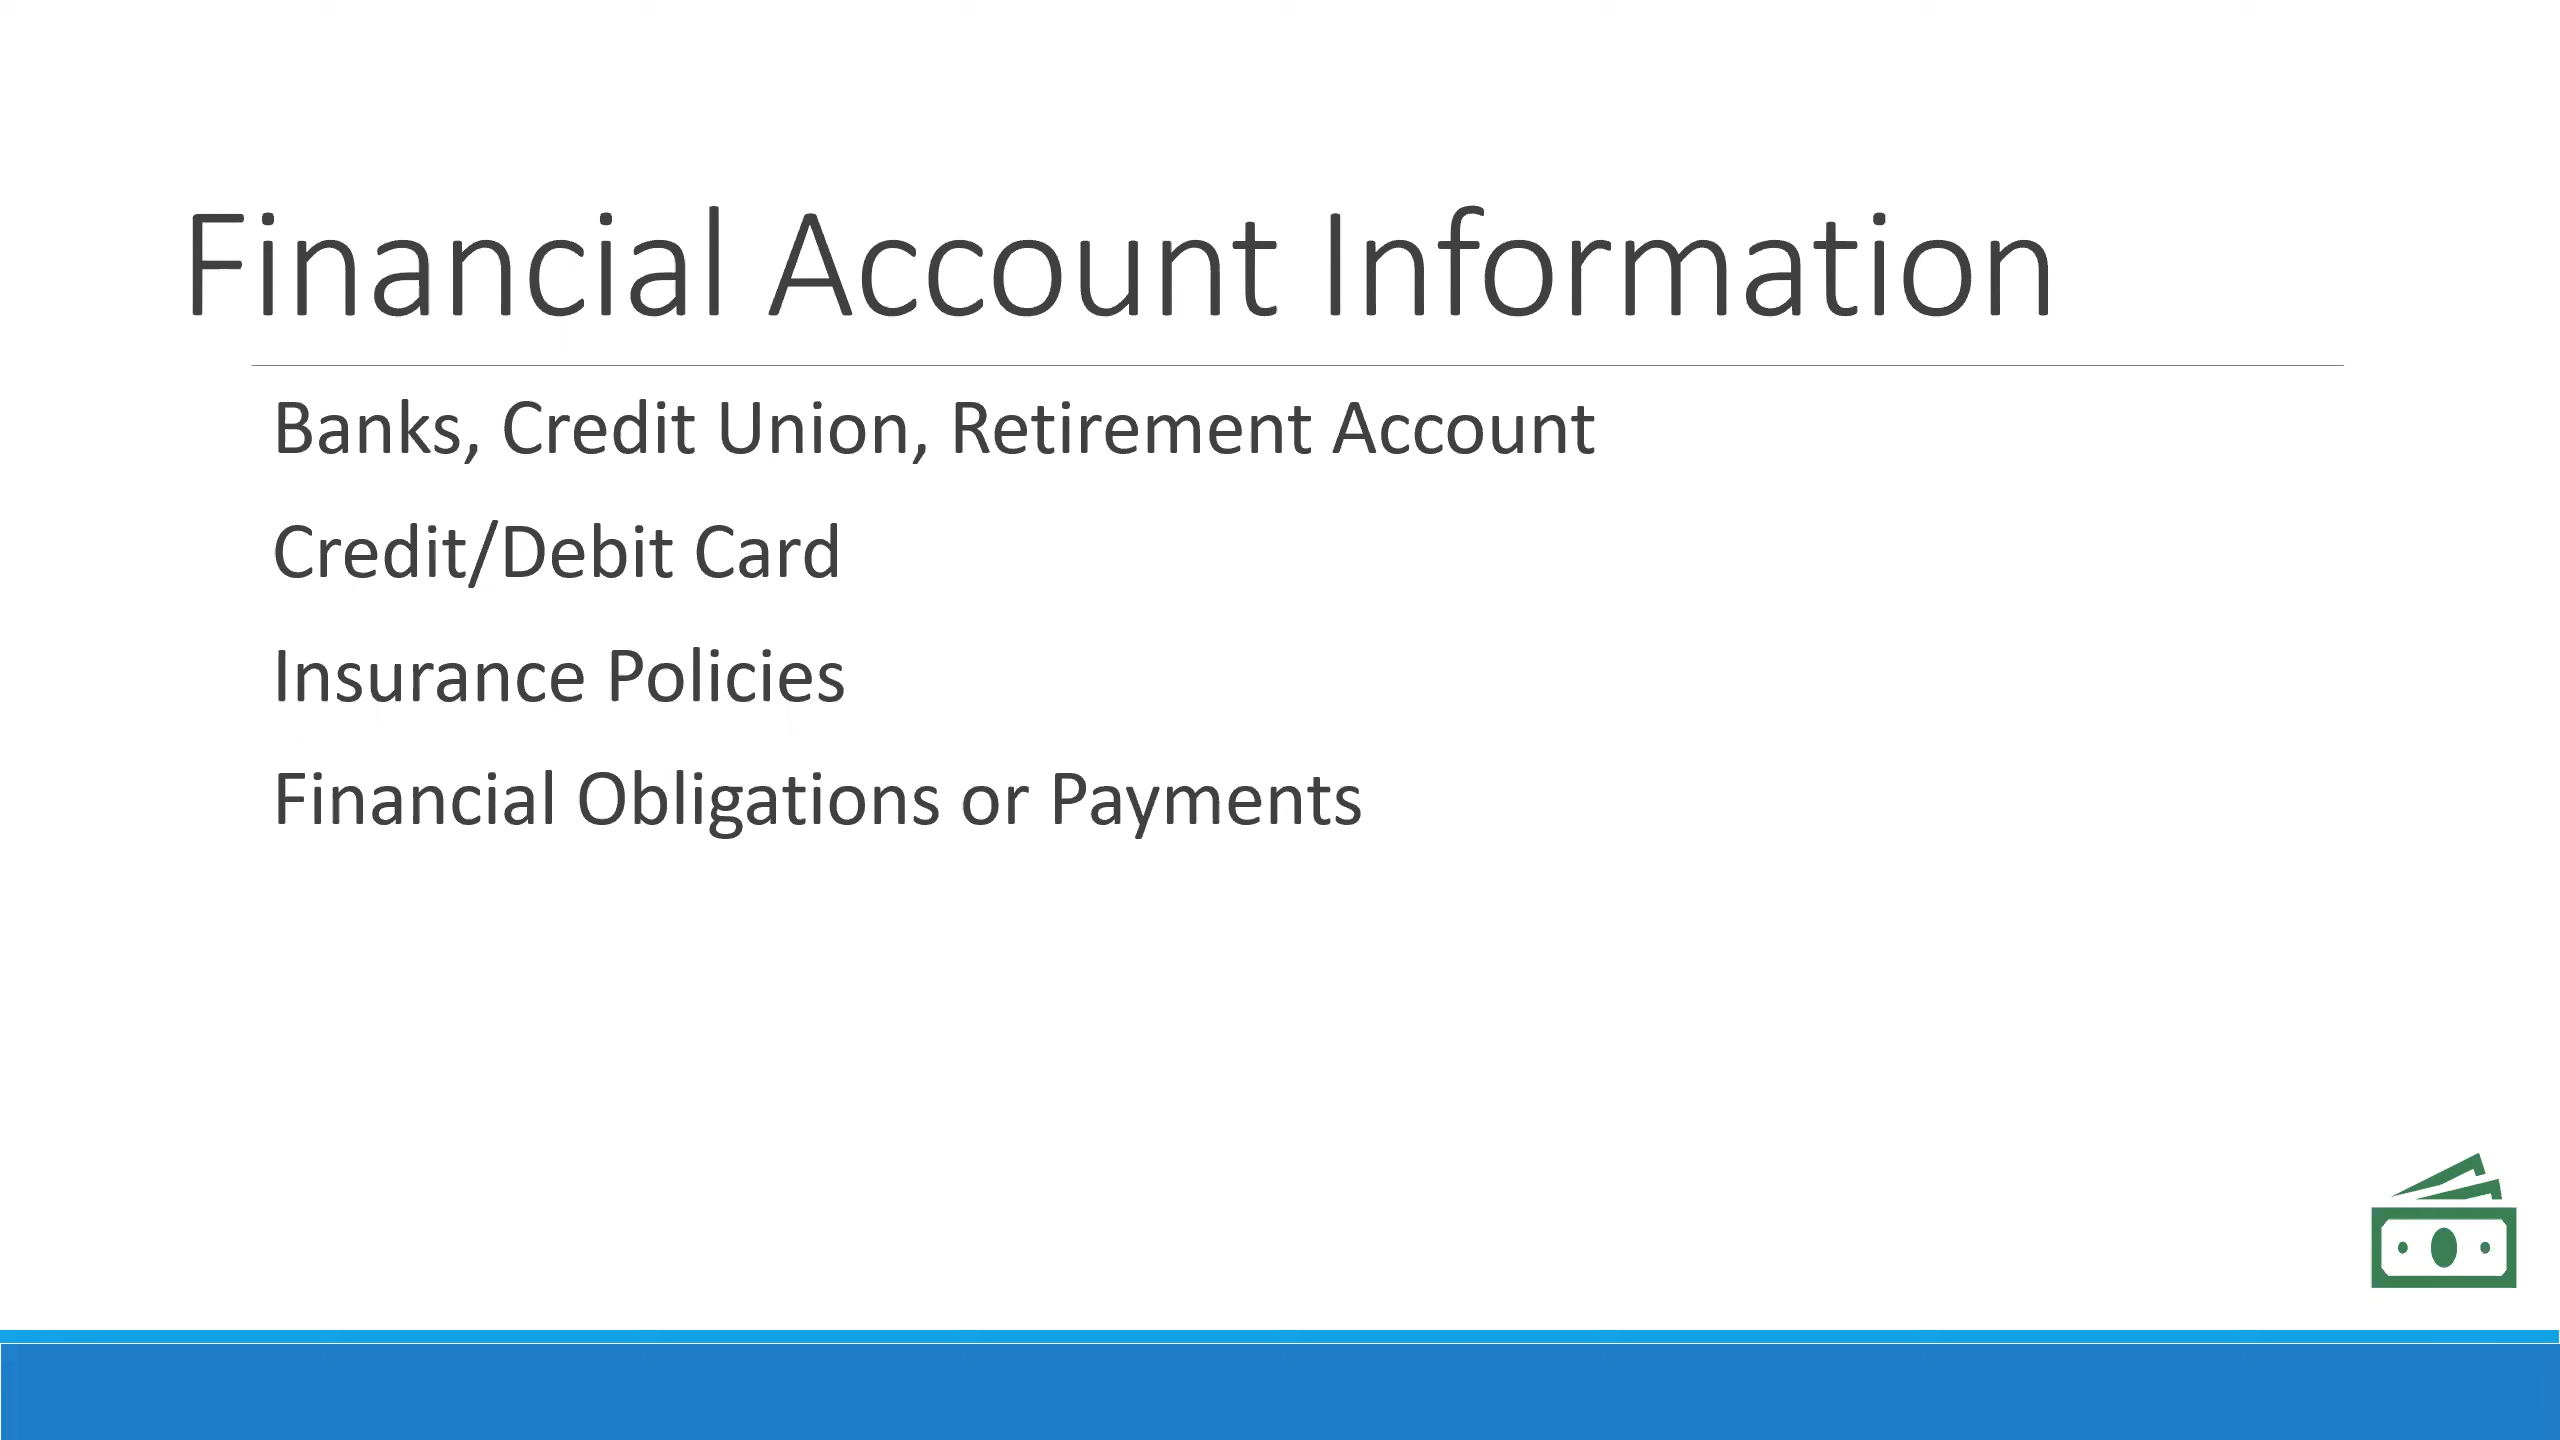 Financial Account Information
Banks, Credit Union, Retirement Account
Credit/Debit Card
Insurance Policies
Financial Obligations or Payments